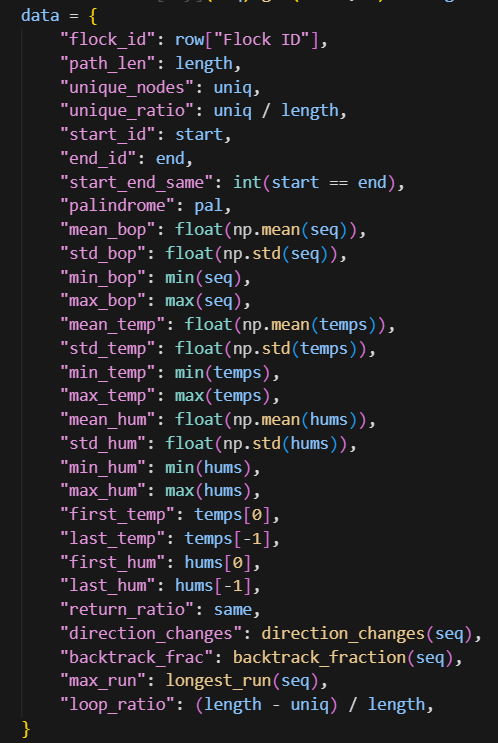 data = {
    "flock_id": row["Flock ID"],
    "path_len": length,
    "unique_nodes": uniq,
    "unique_ratio": uniq / length,
    "start_id": start,
    "end_id": end,
    "start_end_same": int(start == end),
    "palindrome": pal,
    "mean_bop": float(np.mean(seq)),
    "std_bop": float(np.std(seq)),
    "min_bop": min(seq),
    "max_bop": max(seq),
    "mean_temp": float(np.mean(temps)),
    "std_temp": float(np.std(temps)),
    "min_temp": min(temps),
    "max_temp": max(temps),
    "mean_hum": float(np.mean(hums)),
    "std_hum": float(np.std(hums)),
    "min_hum": min(hums),
    "max_hum": max(hums),
    "first_temp": temps[0],
    "last_temp": temps[-1],
    "first_hum": hums[0],
    "last_hum": hums[-1],
    "return_ratio": same,
    "direction_changes": direction_changes(seq),
    "backtrack_frac": backtrack_fraction(seq),
    "max_run": longest_run(seq),
    "loop_ratio": (length - uniq) / length,
}